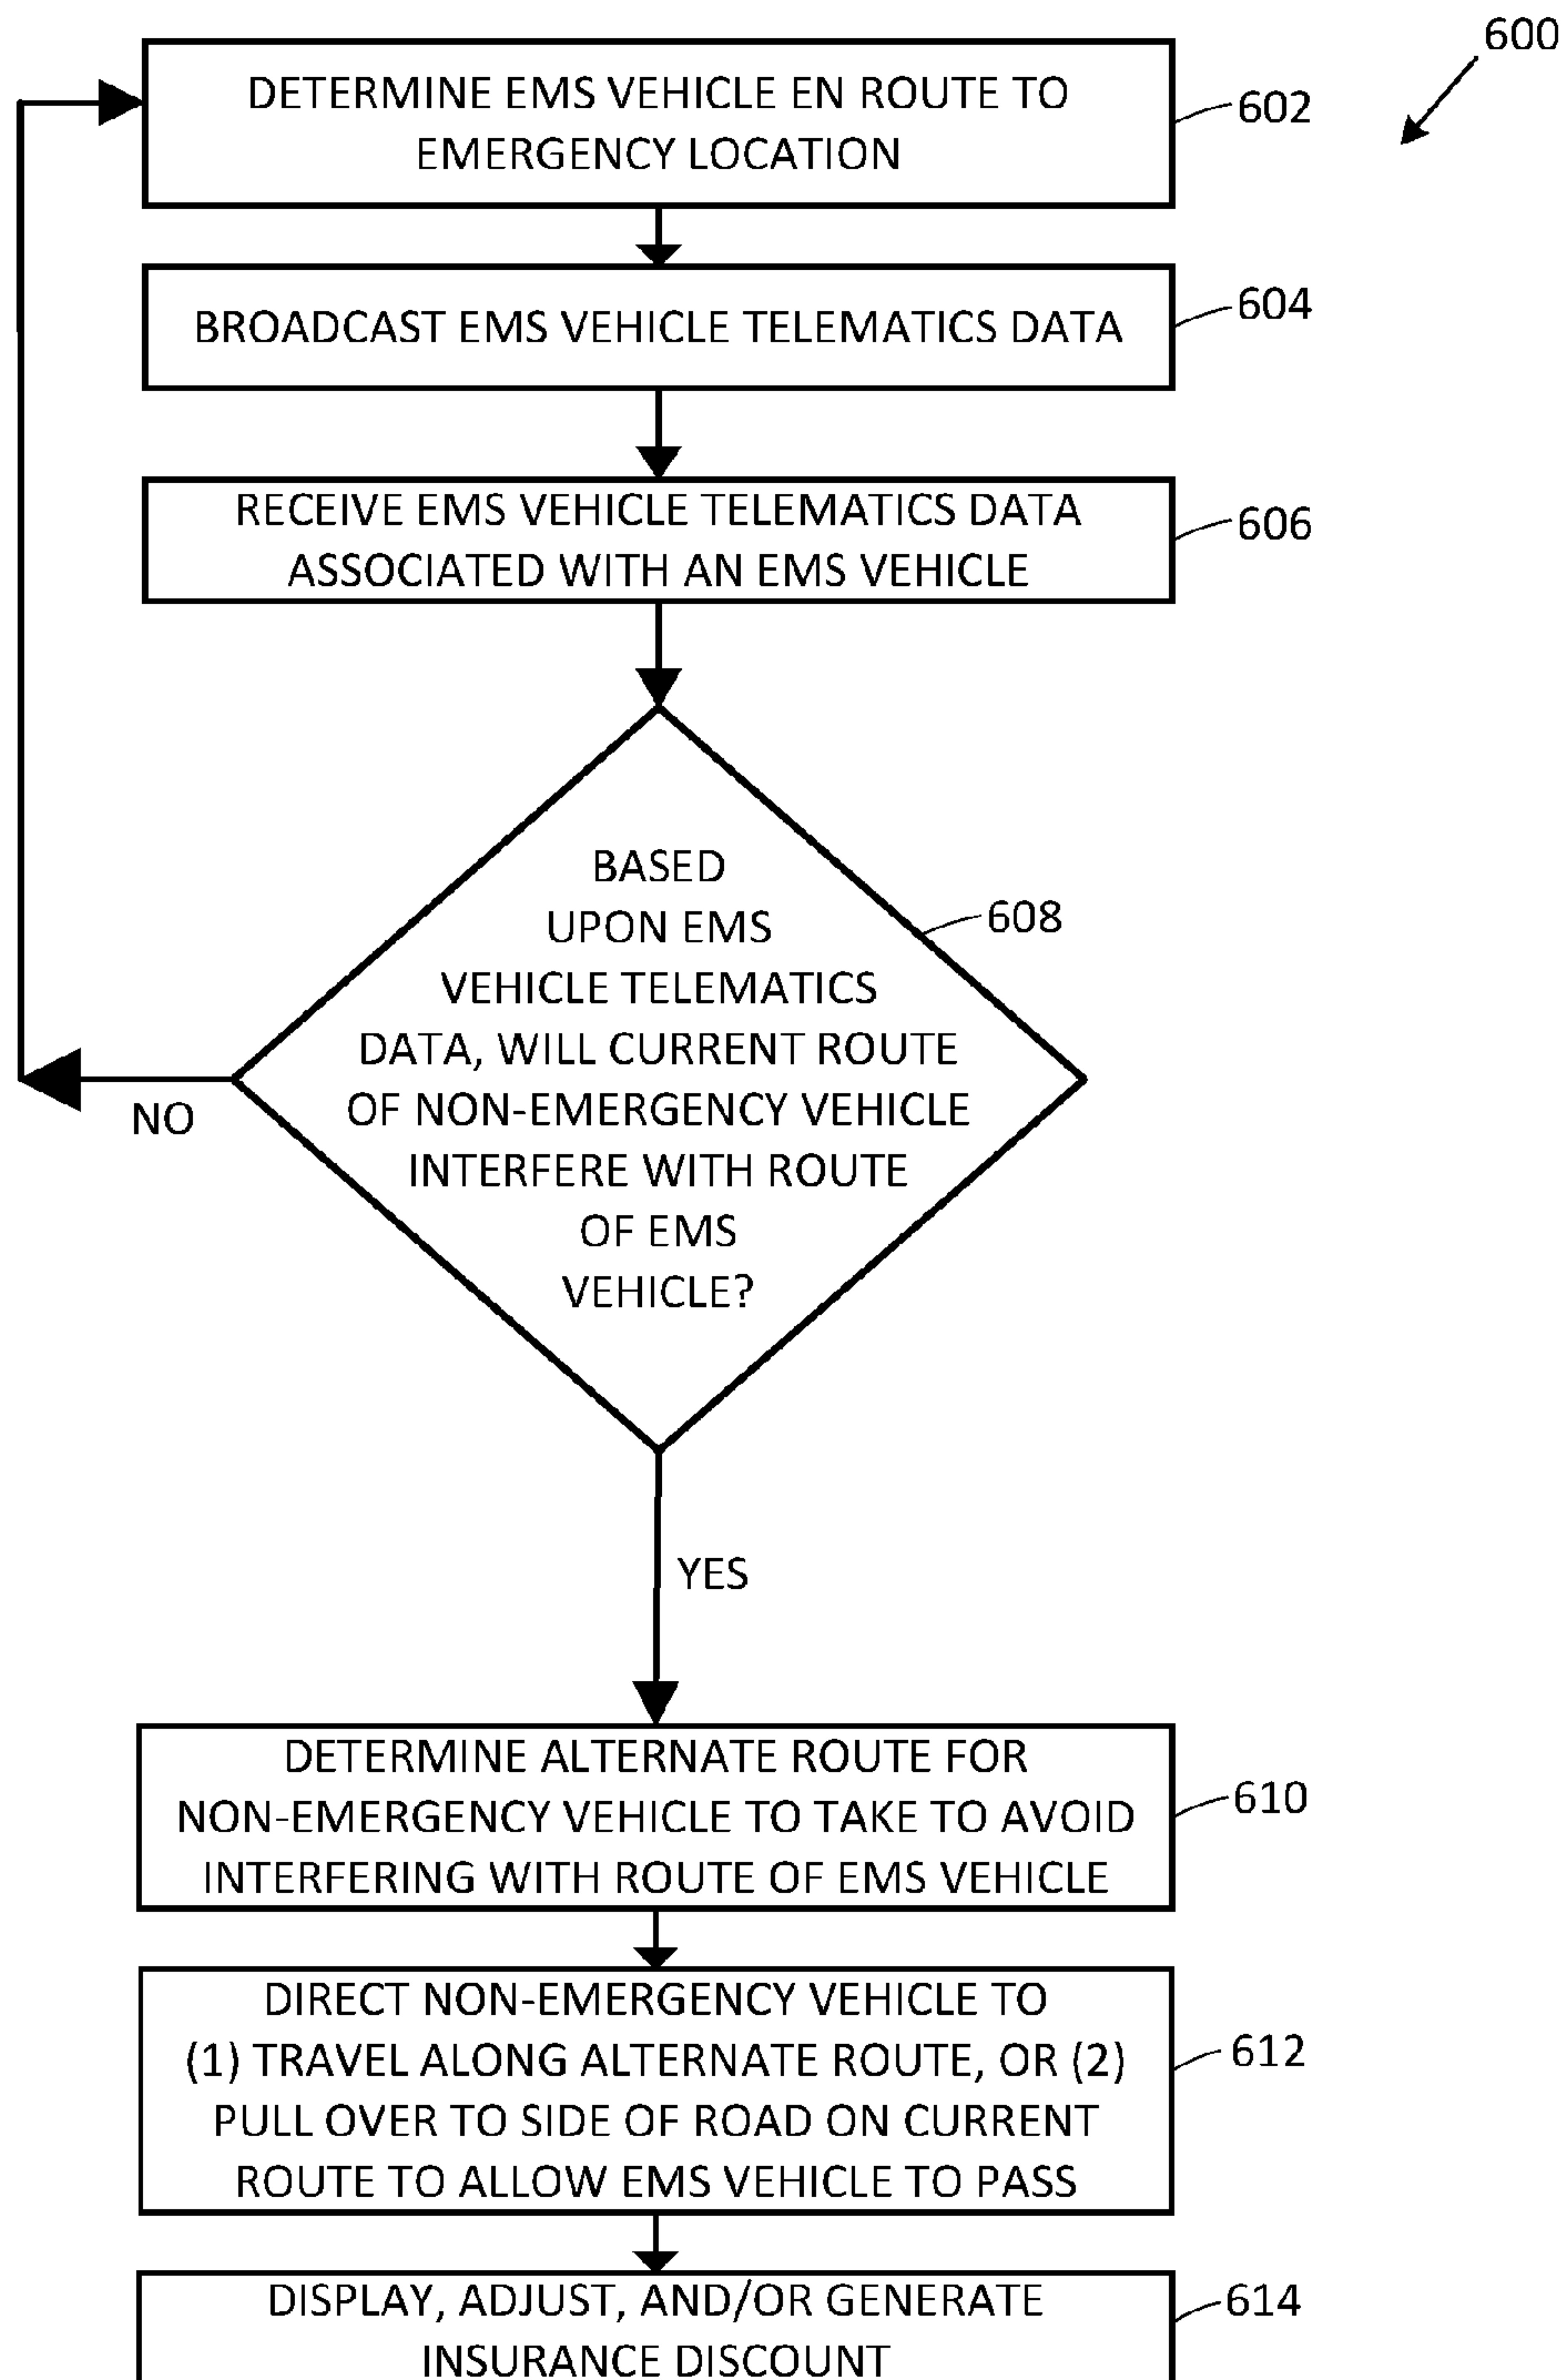 600
DETERMINE EMS VEHICLE EN ROUTE TO
EMERGENCY LOCATION
602
BROADCAST EMS VEHICLE TELEMATICS DATA
604
RECEIVE EMS VEHICLE TELEMATICS DATA
ASSOCIATED WITH AN EMS VEHICLE
606
BASED
UPON EMS
VEHICLE TELEMATICS
DATA, WILL CURRENT ROUTE
OF NON-EMERGENCY VEHICLE
INTERFERE WITH ROUTE
OF EMS
VEHICLE?
608
NO
YES
DETERMINE ALTERNATE ROUTE FOR
NON-EMERGENCY VEHICLE TO TAKE TO AVOID
INTERFERING WITH ROUTE OF EMS VEHICLE
610
DIRECT NON-EMERGENCY VEHICLE TO
(1) TRAVEL ALONG ALTERNATE ROUTE, OR (2)
PULL OVER TO SIDE OF ROAD ON CURRENT
ROUTE TO ALLOW EMS VEHICLE TO PASS
612
DISPLAY, ADJUST, AND/OR GENERATE
INSURANCE DISCOUNT
614